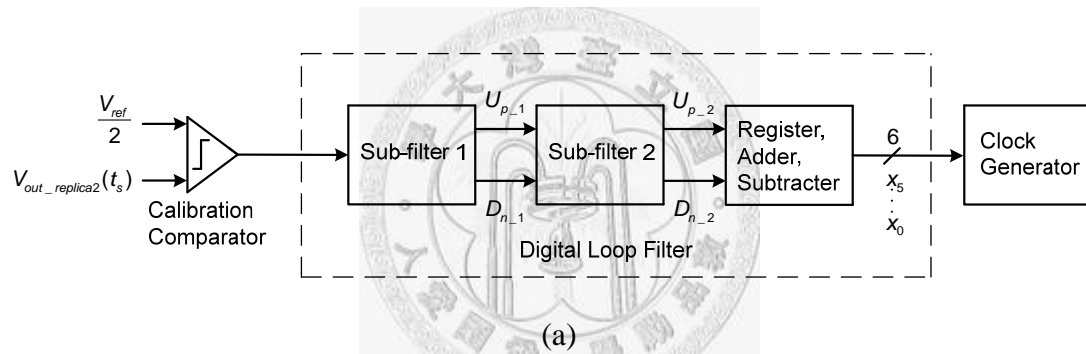 V_ref
2
V_out_replica2(t_s)
Calibration
Comparator
Sub-filter 1
U_p_1
D_n_1
Sub-filter 2
U_p_2
D_n_2
Register,
Adder,
Subtracter
Digital Loop Filter
6
x_5
:
x_0
Clock
Generator
(a)